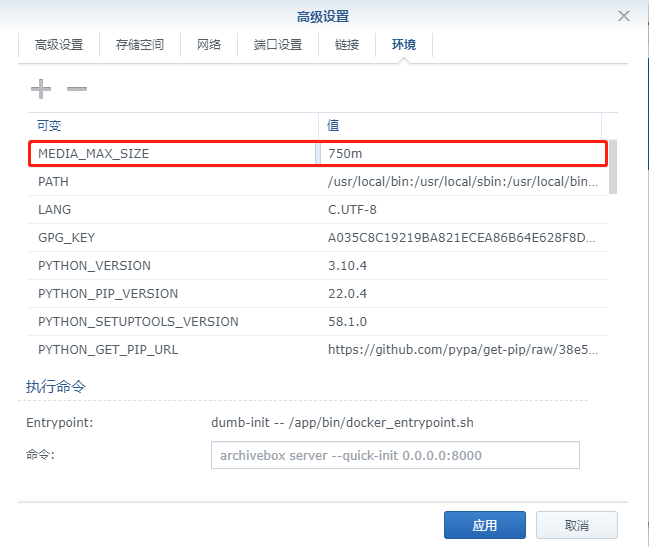 高级设置
高级设置 存储空间 网络 端口设置 链接 环境
可变 值
MEDIA_MAX_SIZE 750m
PATH /usr/local/bin:/usr/local/sbin:/usr/local/bin...
LANG C.UTF-8
GPG_KEY A035C8C19219BA821ECEA86B64E628F8D...
PYTHON_VERSION 3.10.4
PYTHON_PIP_VERSION 22.0.4
PYTHON_SETUPTOOLS_VERSION 58.1.0
PYTHON_GET_PIP_URL https://github.com/pypa/get-pip/raw/38e5...
执行命令
Entrypoint: dumb-init -- /app/bin/docker_entrypoint.sh
命令: archivebox server --quick-init 0.0.0.0:8000
应用 取消